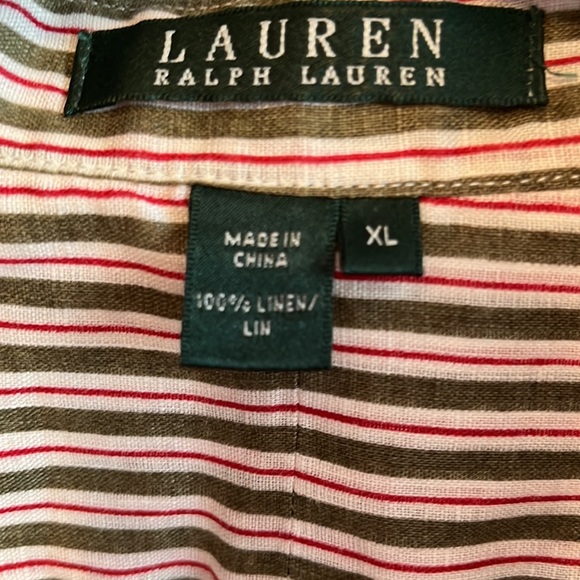 LAUREN
RALPH LAUREN
MADE IN
CHINA
XL
100% LINEN/
LIN